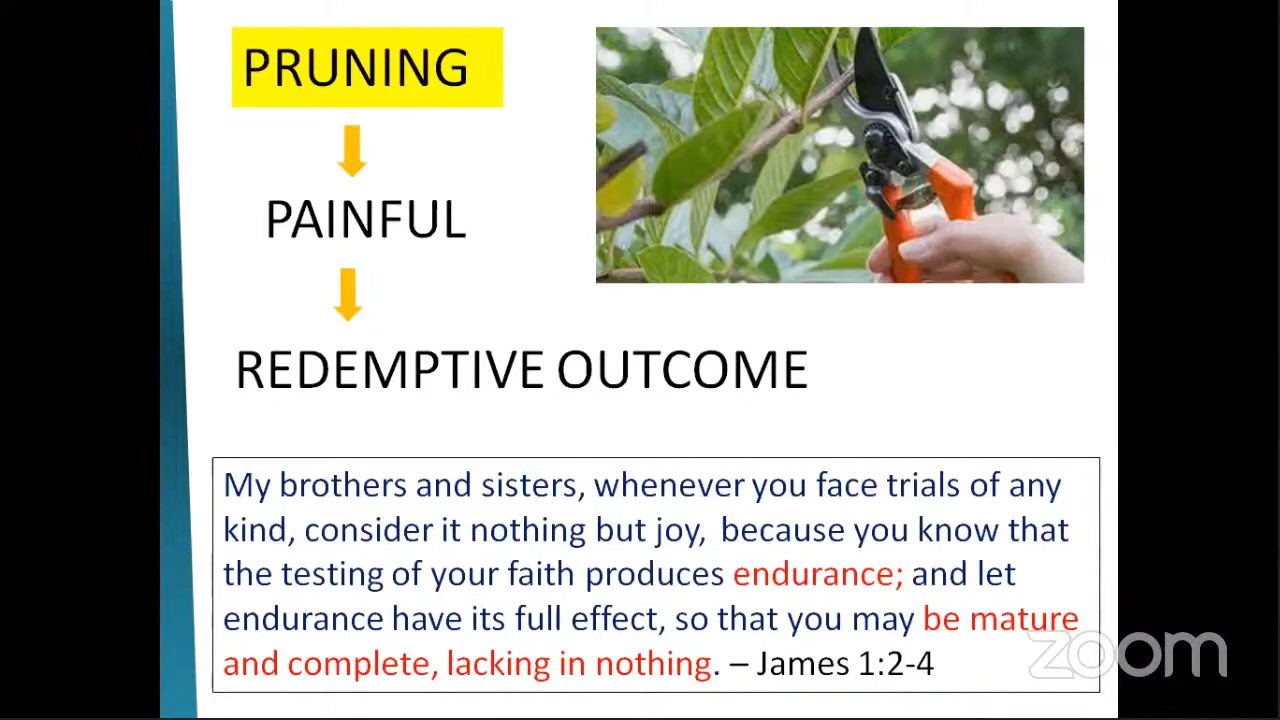 PRUNING
PAINFUL
REDEMPTIVE OUTCOME
My brothers and sisters, whenever you face trials of any
kind, consider it nothing but joy, because you know that
the testing of your faith produces endurance; and let
endurance have its full effect, so that you may be mature
and complete, lacking in nothing. – James 1:2-4
zoom